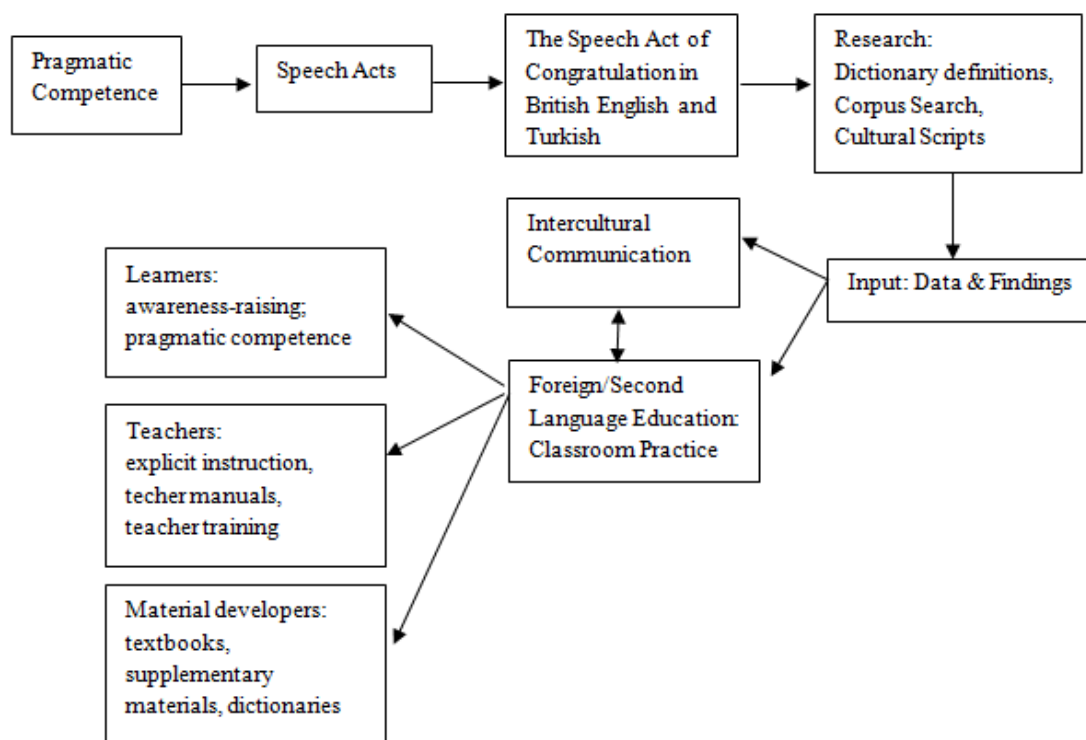 Pragmatic
Competence
Speech Acts
The Speech Act of
Congratulation in
British English and
Turkish
Research:
Dictionary definitions,
Corpus Search,
Cultural Scripts
Intercultural
Communication
Input: Data & Findings
Learners:
awareness-raising;
pragmatic competence
Foreign/Second
Language Education:
Classroom Practice
Teachers:
explicit instruction,
techer manuals,
teacher training
Material developers:
textbooks,
supplementary
materials, dictionaries